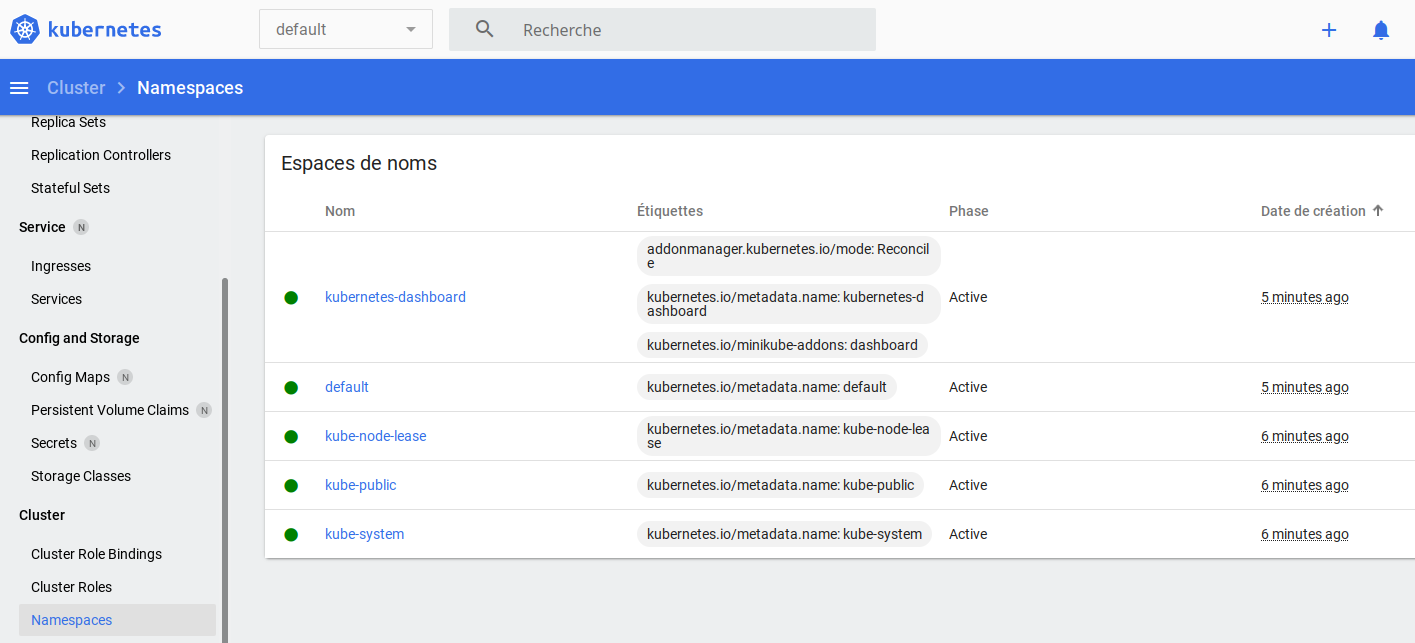 kubernetes
default
Recherche
Cluster
Namespaces
Replica Sets
Replication Controllers
Stateful Sets
Service N
Ingresses
Services
Config and Storage
Config Maps N
Persistent Volume Claims N
Secrets N
Storage Classes
Cluster
Cluster Role Bindings
Cluster Roles
Namespaces
Espaces de noms
Nom Étiquettes Phase Date de création
addonmanager.kubernetes.io/mode: Reconcil
e
kubernetes-dashboard kubernetes.io/metadata.name: kubernetes-d Active 5 minutes ago
ashboard
kubernetes.io/minikube-addons: dashboard
default kubernetes.io/metadata.name: default Active 5 minutes ago
kube-node-lease kubernetes.io/metadata.name: kube-node-lea Active 6 minutes ago
se
kube-public kubernetes.io/metadata.name: kube-public Active 6 minutes ago
kube-system kubernetes.io/metadata.name: kube-system Active 6 minutes ago